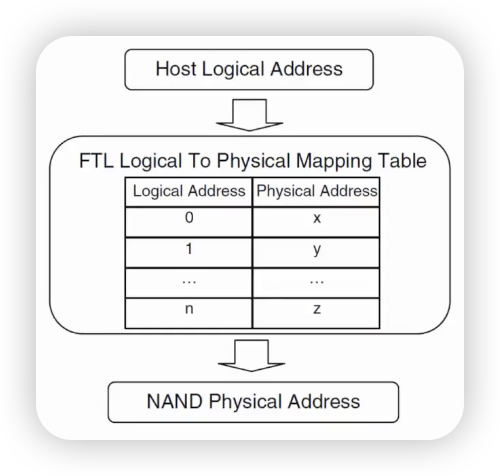 Host Logical Address
FTL Logical To Physical Mapping Table
Logical Address Physical Address
0 x
1 y
... ...
n z
NAND Physical Address